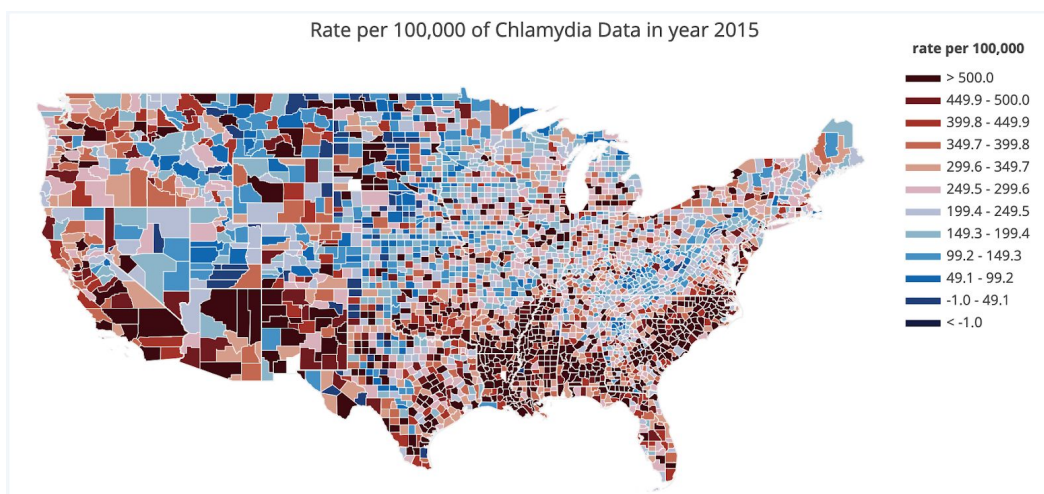 Rate per 100,000 of Chlamydia Data in year 2015
rate per 100,000
> 500.0
449.9 - 500.0
399.8 - 449.9
349.7 - 399.8
299.6 - 349.7
249.5 - 299.6
199.4 - 249.5
149.3 - 199.4
99.2 - 149.3
49.1 - 99.2
-1.0 - 49.1
< -1.0